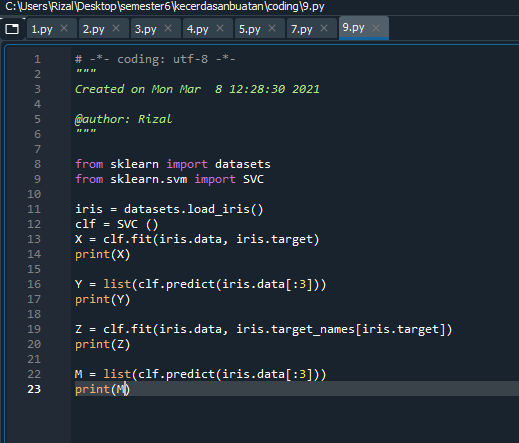 C:\Users\Rizal\Desktop\semester6\kecerdasanbuatan\coding\9.py
1.py 2.py 3.py 4.py 5.py 7.py 9.py
1 # -*- coding: utf-8 -*-
2 """
3 Created on Mon Mar  8 12:28:30 2021
4
5 @author: Rizal
6 """
7
8 from sklearn import datasets
9 from sklearn.svm import SVC
10
11 iris = datasets.load_iris()
12 clf = SVC ()
13 X = clf.fit(iris.data, iris.target)
14 print(X)
15
16 Y = list(clf.predict(iris.data[:3]))
17 print(Y)
18
19 Z = clf.fit(iris.data, iris.target_names[iris.target])
20 print(Z)
21
22 M = list(clf.predict(iris.data[:3]))
23 print(M)